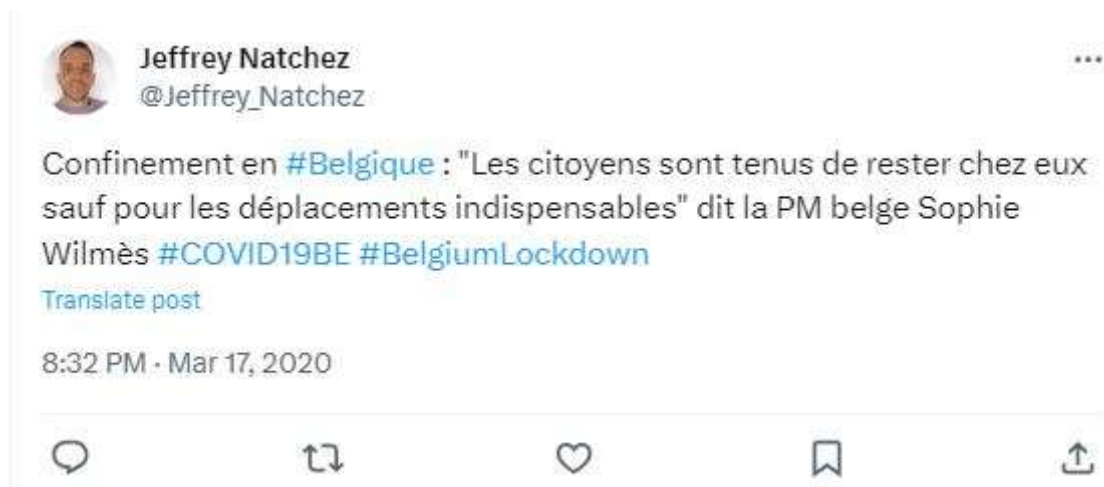 Jeffrey Natchez
@Jeffrey_Natchez
Confinement en #Belgique : "Les citoyens sont tenus de rester chez eux
sauf pour les déplacements indispensables" dit la PM belge Sophie
Wilmès #COVID19BE #BelgiumLockdown
Translate post
8:32 PM · Mar 17, 2020